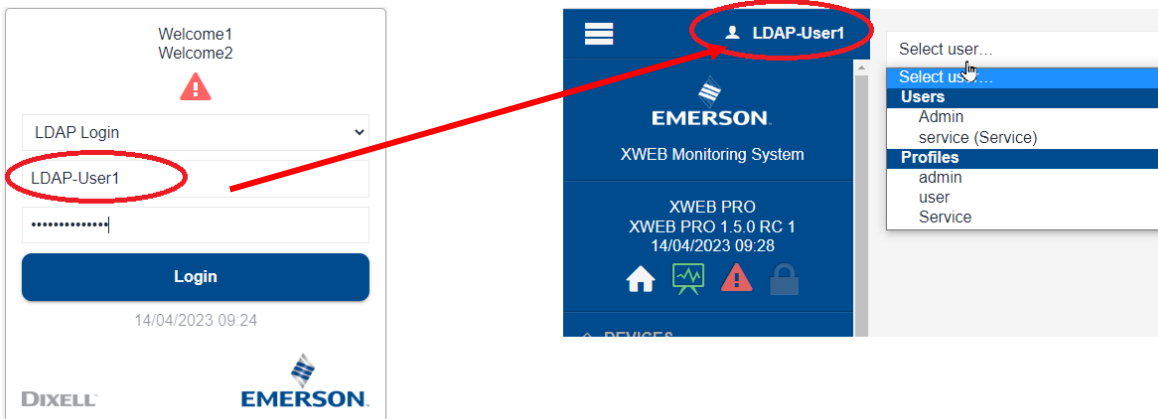 Welcome1
Welcome2
LDAP Login
LDAP-User1
••••••••••••••
Login
14/04/2023 09:24
DIXELL
EMERSON.
LDAP-User1
EMERSON.
XWEB Monitoring System
XWEB PRO
XWEB PRO 1.5.0 RC 1
14/04/2023 09:28
DEVICES
Select user...
Select user...
Users
Admin
service (Service)
Profiles
admin
user
Service